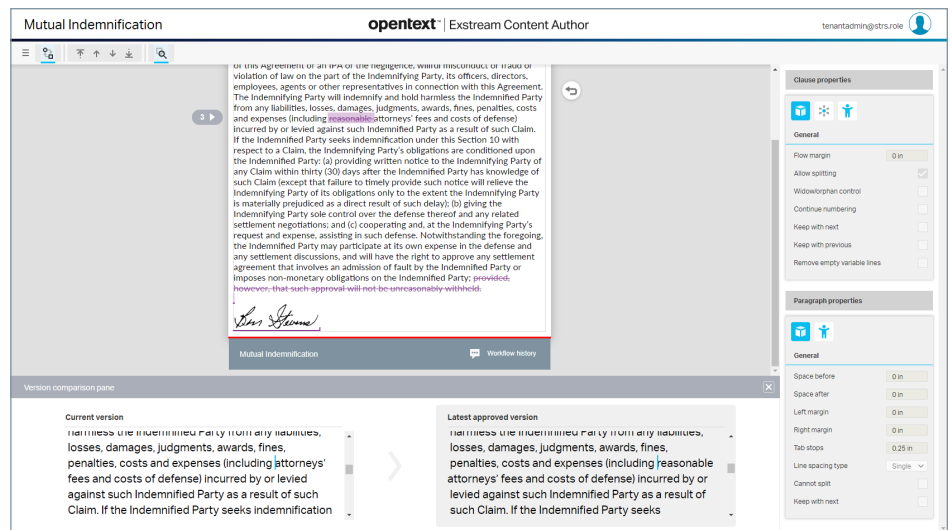 Mutual Indemnification
opentext™ | Exstream Content Author
tenantadmin@strs.role
of this Agreement or an IPA or the negligence, willful misconduct or fraud or
violation of law on the part of the Indemnifying Party, its officers, directors,
employees, agents or other representatives in connection with this Agreement.
The Indemnifying Party will indemnify and hold harmless the Indemnified Party
from any liabilities, losses, damages, judgments, awards, fines, penalties, costs
and expenses (including reasonable attorneys' fees and costs of defense)
incurred by or levied against such Indemnified Party as a result of such Claim.
If the Indemnified Party seeks indemnification under this Section 10 with
respect to a Claim, the Indemnifying Party's obligations are conditioned upon
the Indemnified Party: (a) providing written notice to the Indemnifying Party of
any Claim within thirty (30) days after the Indemnified Party has knowledge of
such Claim (except that failure to timely provide such notice will relieve the
Indemnifying Party of its obligations only to the extent the Indemnifying Party
is materially prejudiced as a direct result of such delay); (b) giving the
Indemnifying Party sole control over the defense thereof and any related
settlement negotiations; and (c) cooperating and, at the Indemnifying Party's
request and expense, assisting in such defense. Notwithstanding the foregoing,
the Indemnified Party may participate at its own expense in the defense and
any settlement discussions, and will have the right to approve any settlement
agreement that involves an admission of fault by the Indemnified Party or
imposes non-monetary obligations on the Indemnified Party; provided,
however, that such approval will not be unreasonably withheld.
3
Ben Stevens
Mutual Indemnification
Workflow history
Clause properties
General
Flow margin
0 in
Allow splitting
Widow/orphan control
Continue numbering
Keep with next
Keep with previous
Remove empty variable lines
Paragraph properties
General
Space before
0 in
Space after
0 in
Left margin
0 in
Right margin
0 in
Tab stops
0.25 in
Line spacing type
Single
Cannot split
Keep with next
Version comparison pane
Current version
harmless the Indemnified Party from any liabilities,
losses, damages, judgments, awards, fines,
penalties, costs and expenses (including attorneys'
fees and costs of defense) incurred by or levied
against such Indemnified Party as a result of such
Claim. If the Indemnified Party seeks indemnification
Latest approved version
harmless the Indemnified Party from any liabilities,
losses, damages, judgments, awards, fines,
penalties, costs and expenses (including reasonable
attorneys' fees and costs of defense) incurred by or
levied against such Indemnified Party as a result of
such Claim. If the Indemnified Party seeks